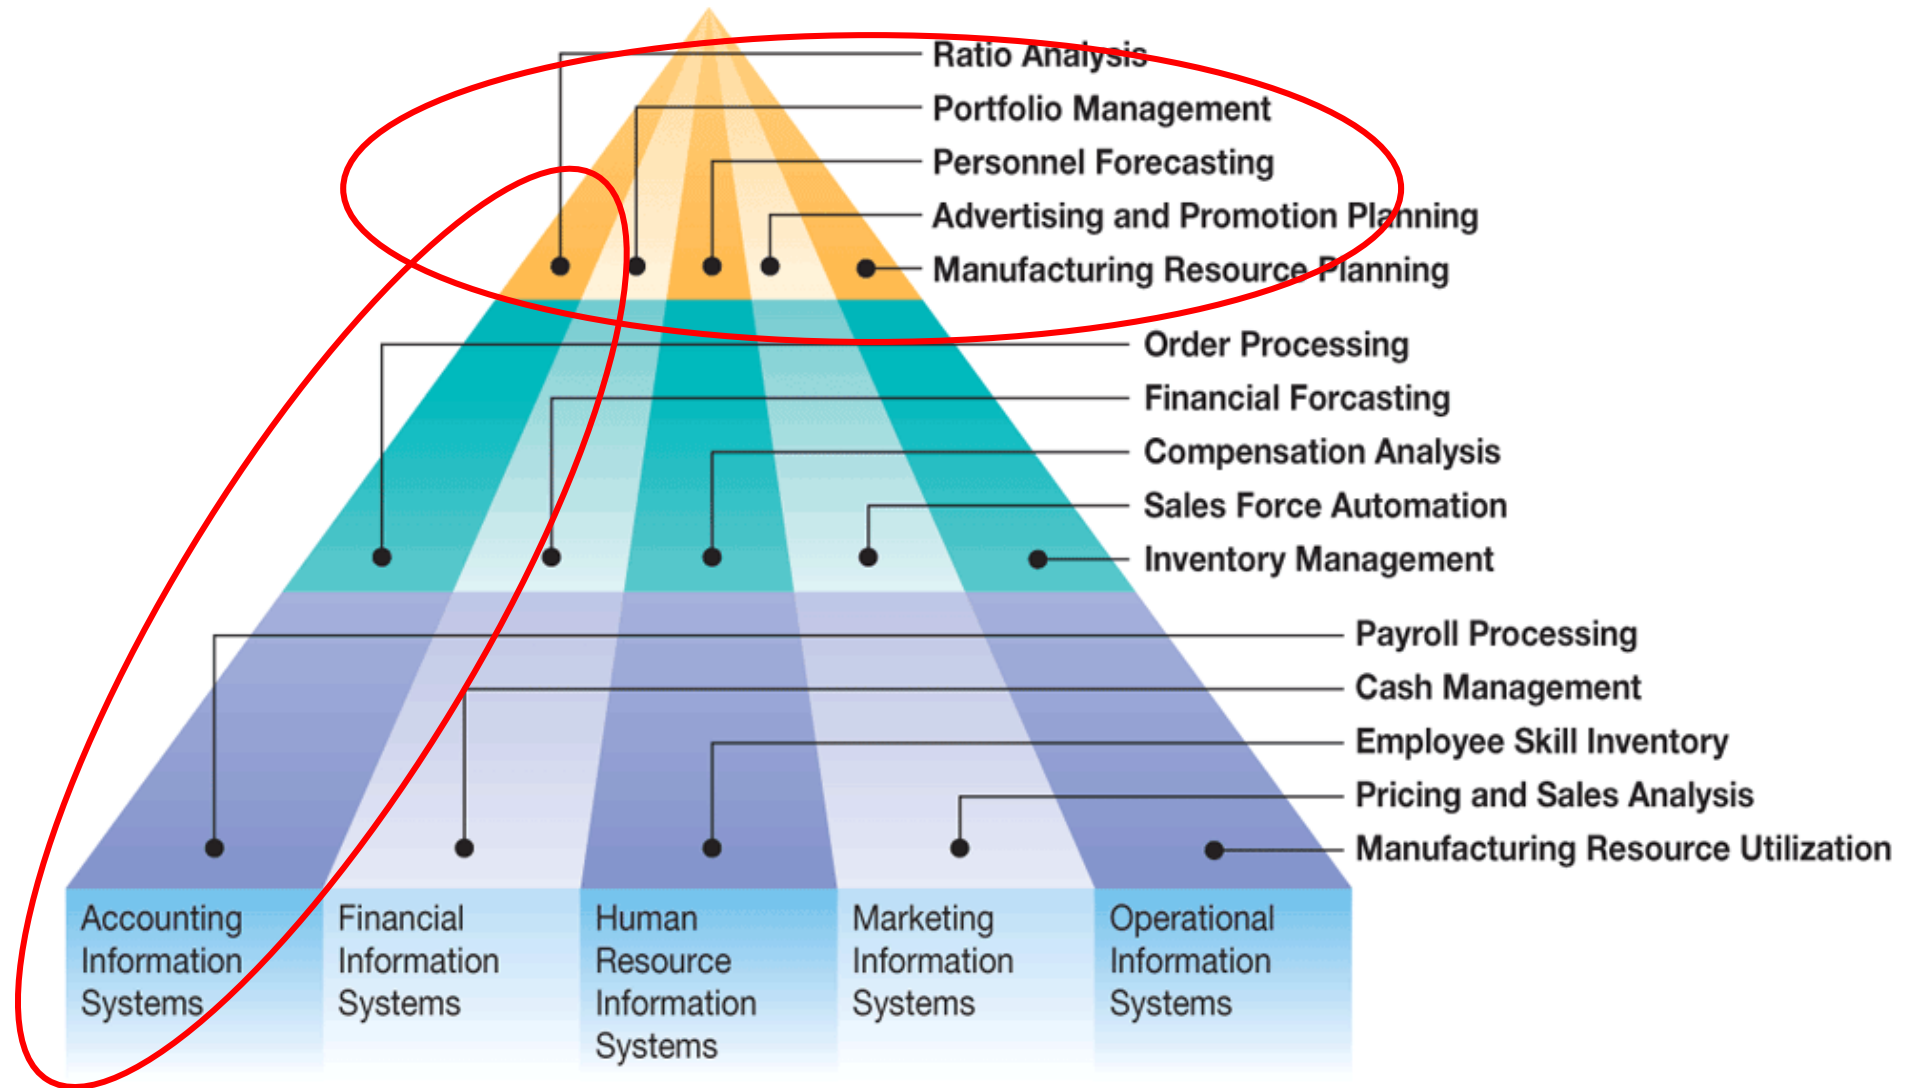 Ratio Analysis
Portfolio Management
Personnel Forecasting
Advertising and Promotion Planning
Manufacturing Resource Planning
Order Processing
Financial Forcasting
Compensation Analysis
Sales Force Automation
Inventory Management
Payroll Processing
Cash Management
Employee Skill Inventory
Pricing and Sales Analysis
Manufacturing Resource Utilization
Accounting
Information
Systems
Financial
Information
Systems
Human
Resource
Information
Systems
Marketing
Information
Systems
Operational
Information
Systems